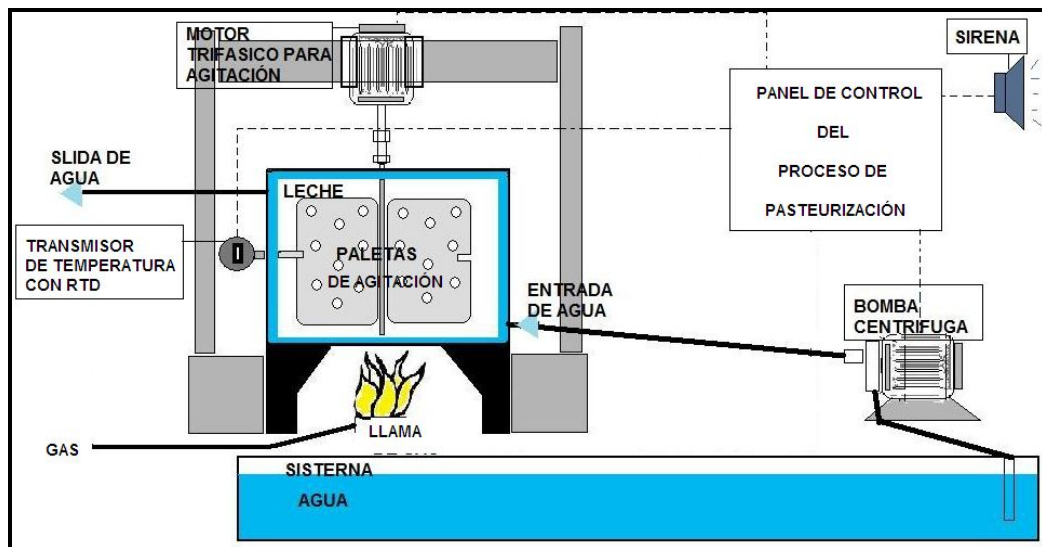 MOTOR
TRIFASICO PARA
AGITACIÓN
SIRENA
PANEL DE CONTROL
DEL
PROCESO DE
PASTEURIZACIÓN
SLIDA DE
AGUA
LECHE
TRANSMISOR
DE TEMPERATURA
CON RTD
PALETAS
DE AGITACIÓN
ENTRADA
DE AGUA
BOMBA
CENTRIFUGA
GAS
LLAMA
SISTERNA
AGUA